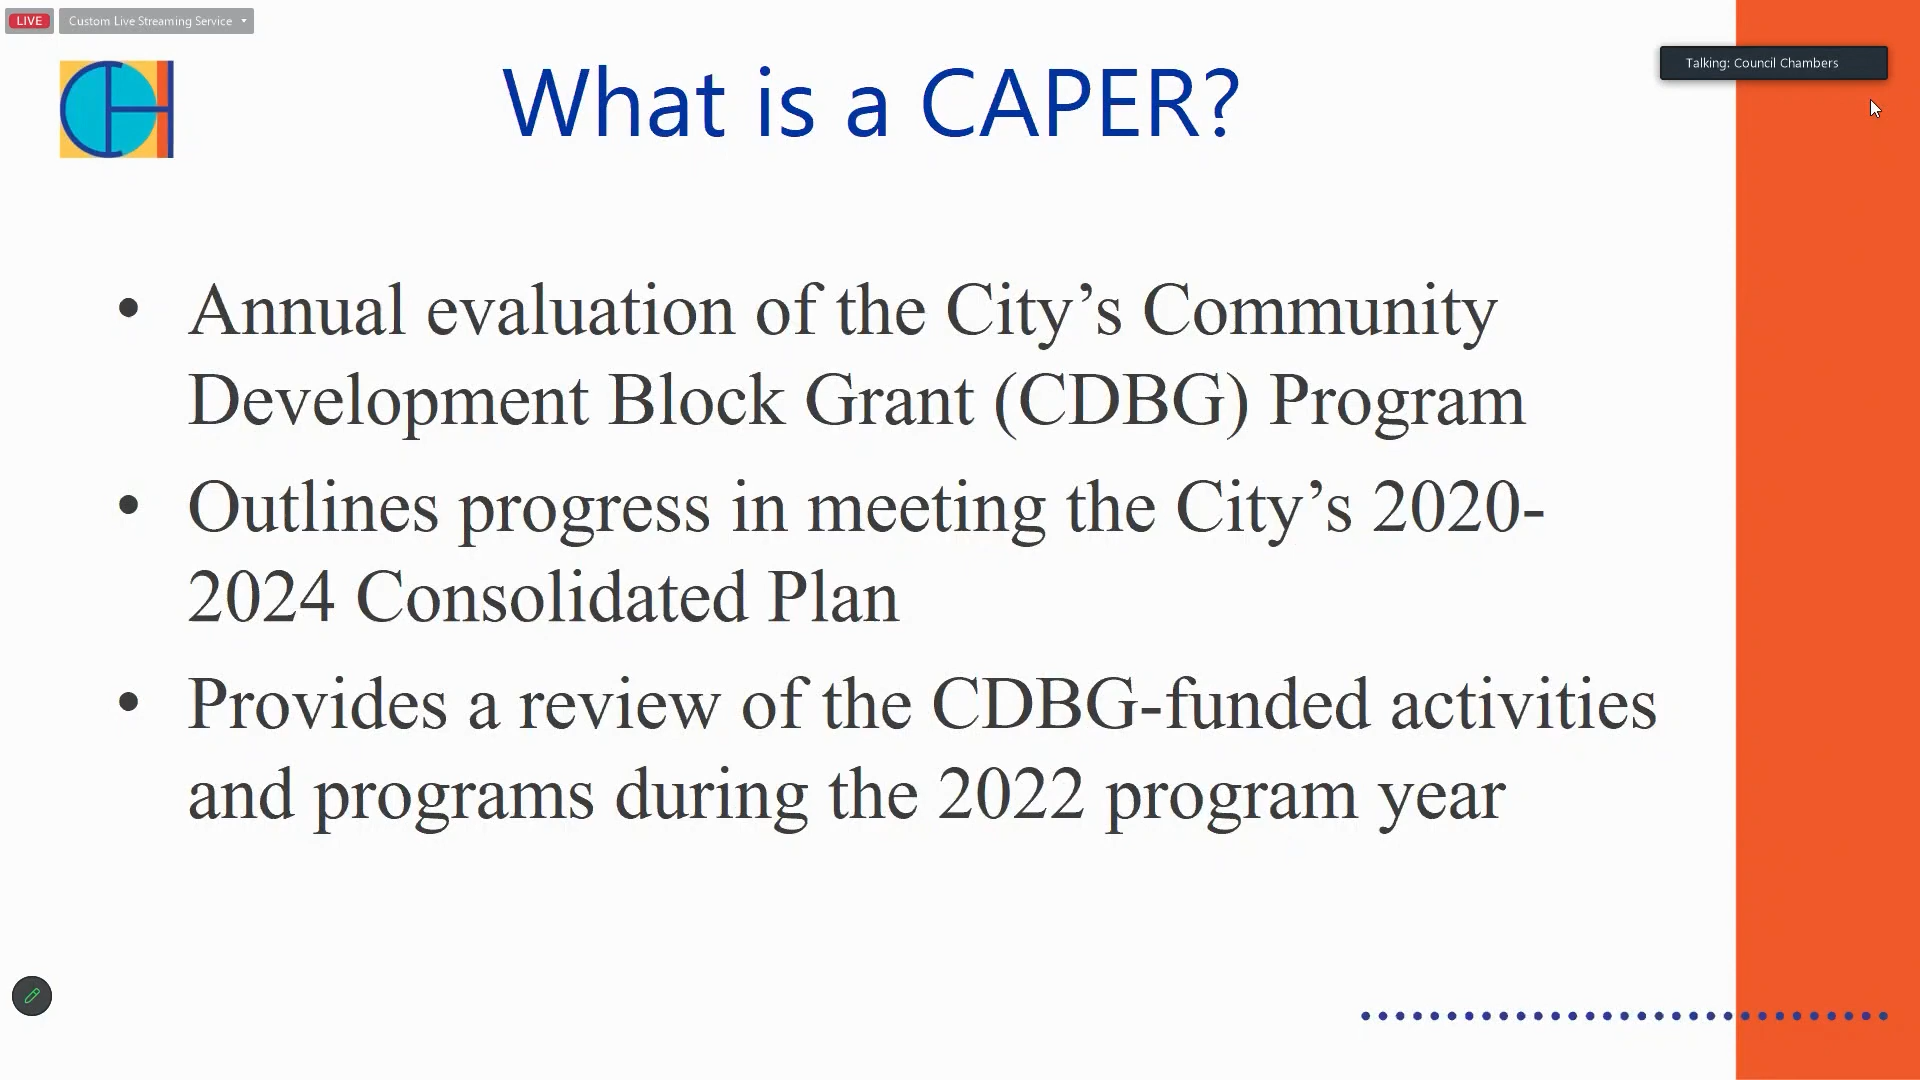 LIVE
Custom Live Streaming Service
Talking: Council Chambers
CH
What is a CAPER?
• Annual evaluation of the City’s Community
Development Block Grant (CDBG) Program
• Outlines progress in meeting the City’s 2020-
2024 Consolidated Plan
• Provides a review of the CDBG-funded activities
and programs during the 2022 program year